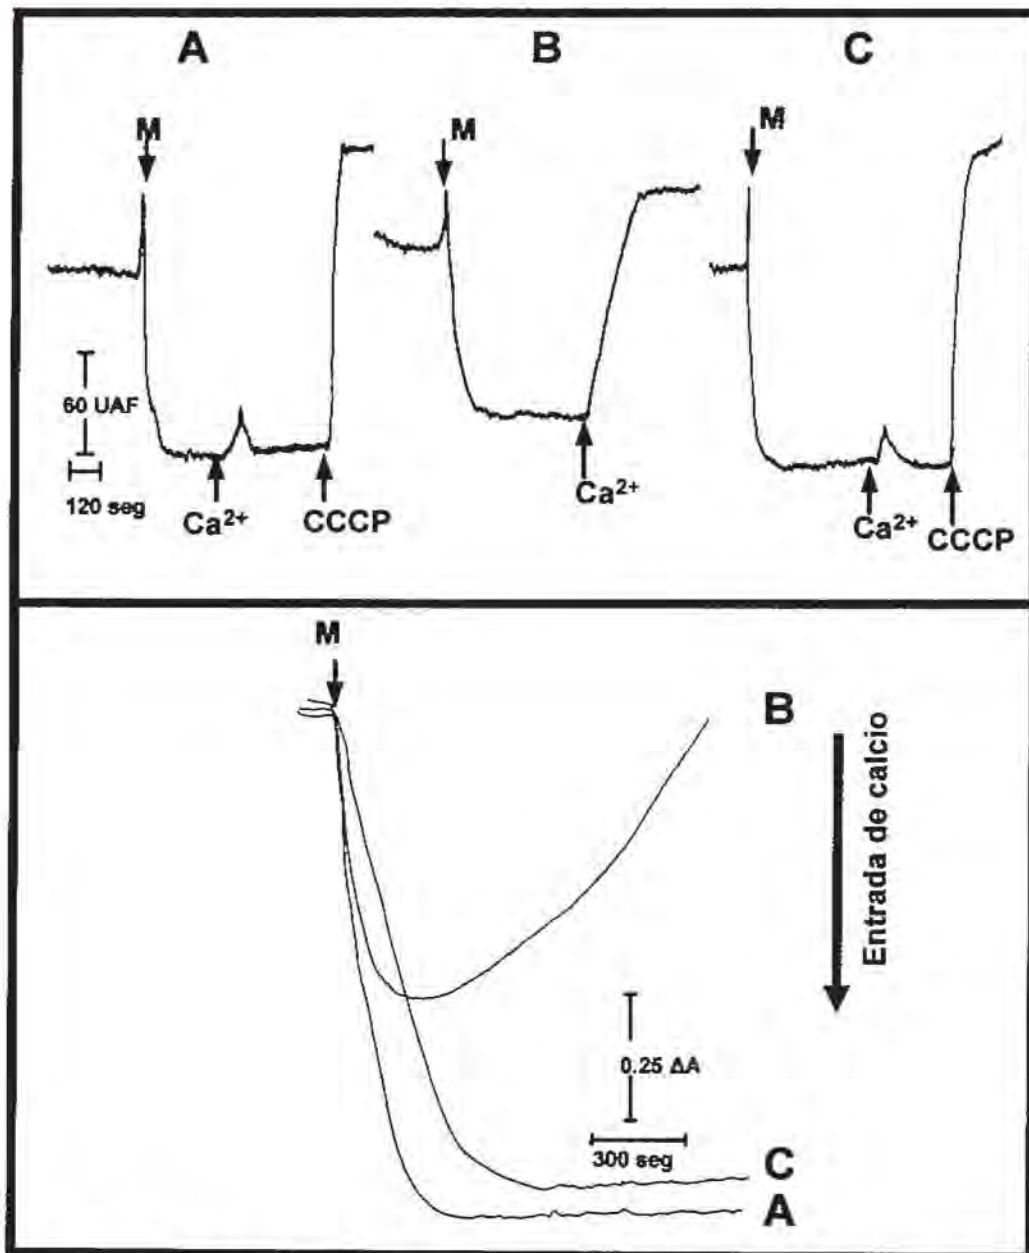 A B C
M M M
60 UAF
120 seg
Ca²⁺ CCCP
Ca²⁺
Ca²⁺ CCCP
M
B
Entrada de calcio
0.25 ΔA
300 seg
C
A